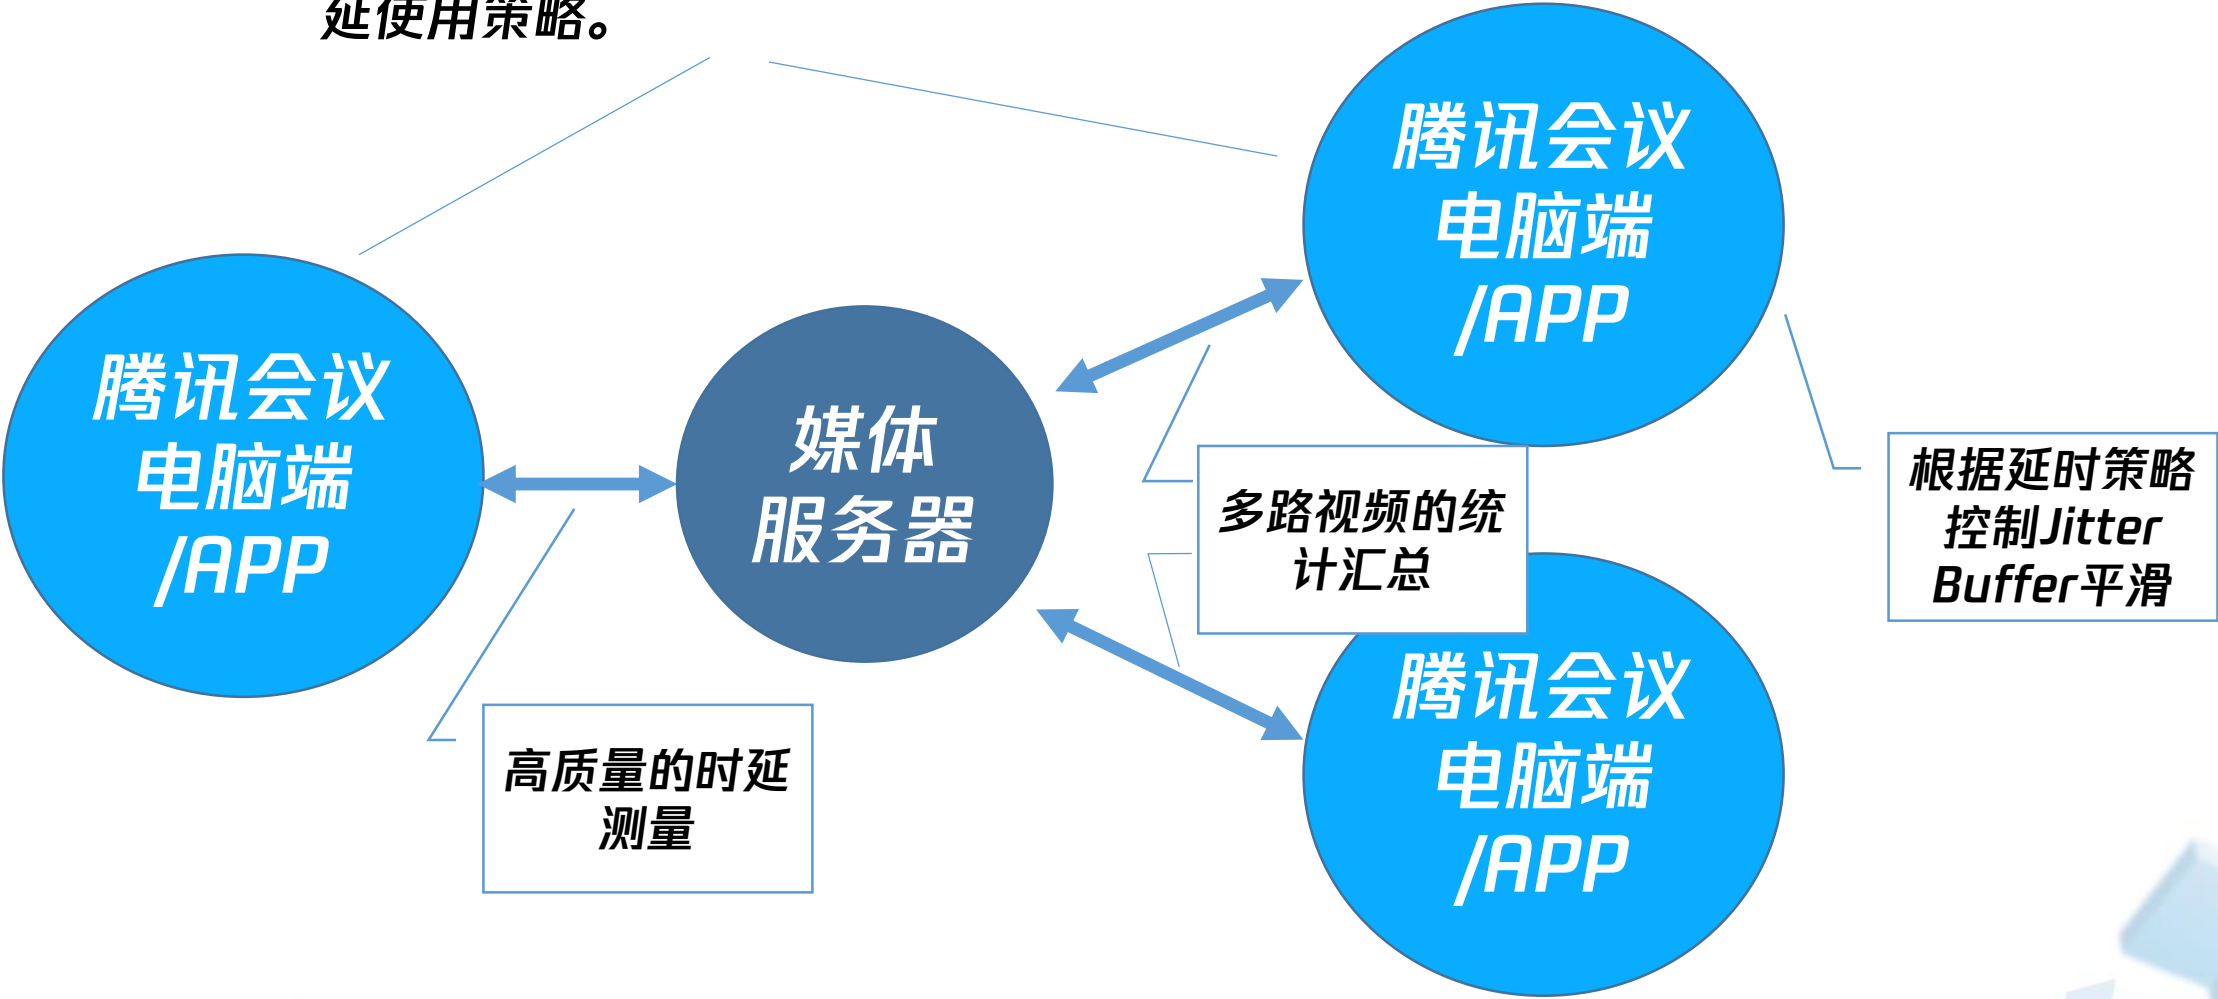 延使用策略。
腾讯会议
电脑端
/APP
腾讯会议
电脑端
/APP
媒体
服务器
多路视频的统
计汇总
根据延时策略
控制Jitter
Buffer平滑
高质量的时延
测量
腾讯会议
电脑端
/APP